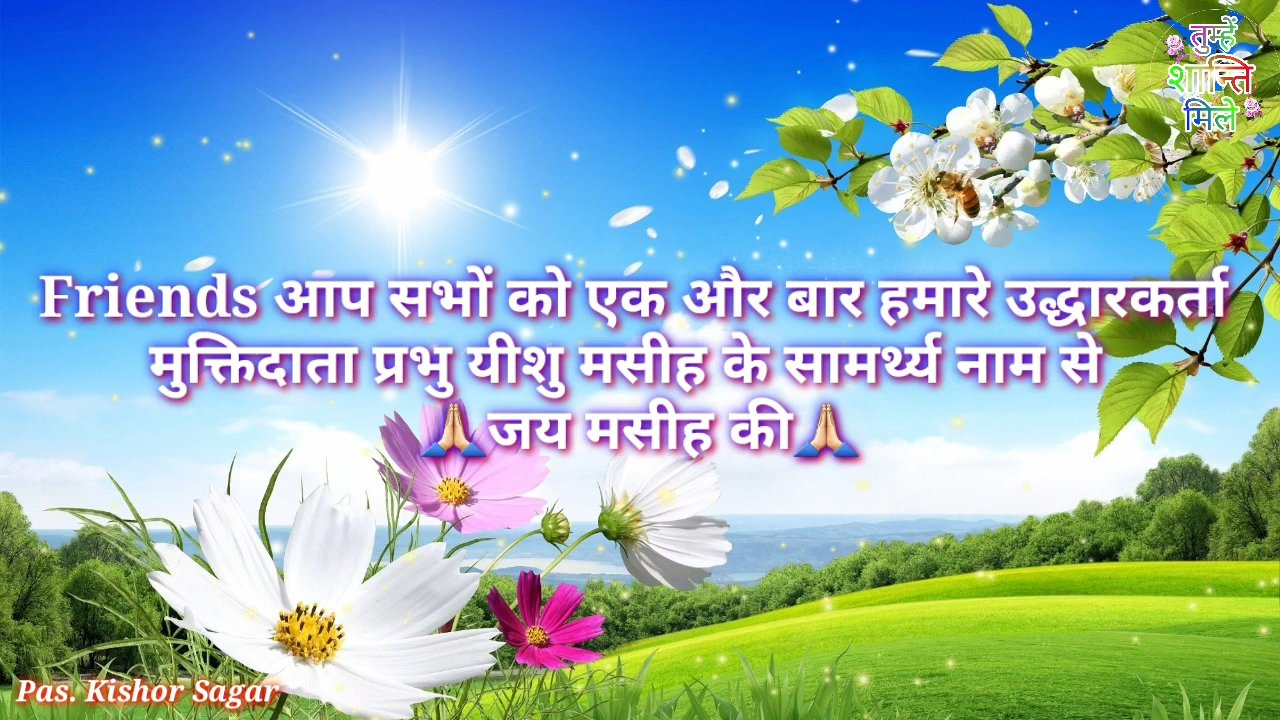 तुम्हें
शान्ति
मिले
Friends आप सभों को एक और बार हमारे उद्धारकर्ता
मुक्तिदाता प्रभु यीशु मसीह के सामर्थ्य नाम से
🙏जय मसीह की🙏
Pas. Kishor Sagar